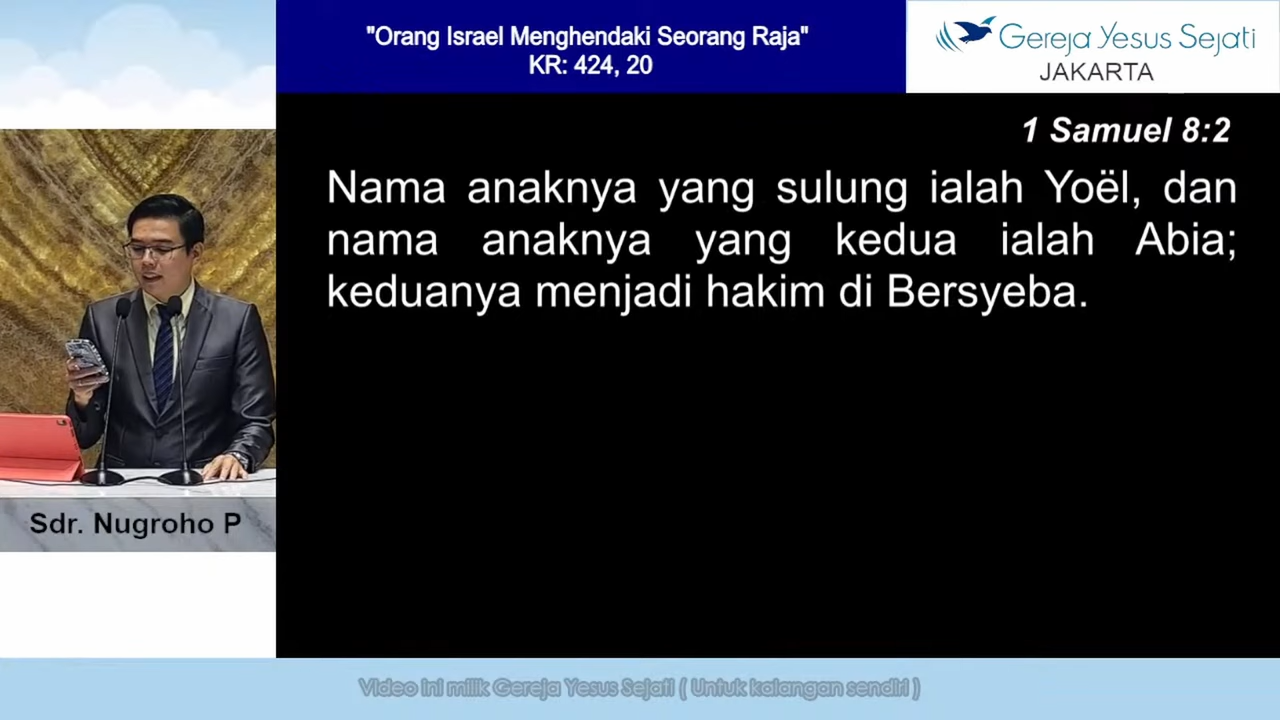 "Orang Israel Menghendaki Seorang Raja"
KR: 424, 20
Gereja Yesus Sejati
JAKARTA
1 Samuel 8:2
Nama anaknya yang sulung ialah Yoël, dan
nama anaknya yang kedua ialah Abia;
keduanya menjadi hakim di Bersyeba.
Sdr. Nugroho P
Video ini milik Gereja Yesus Sejati ( Untuk kalangan sendiri )